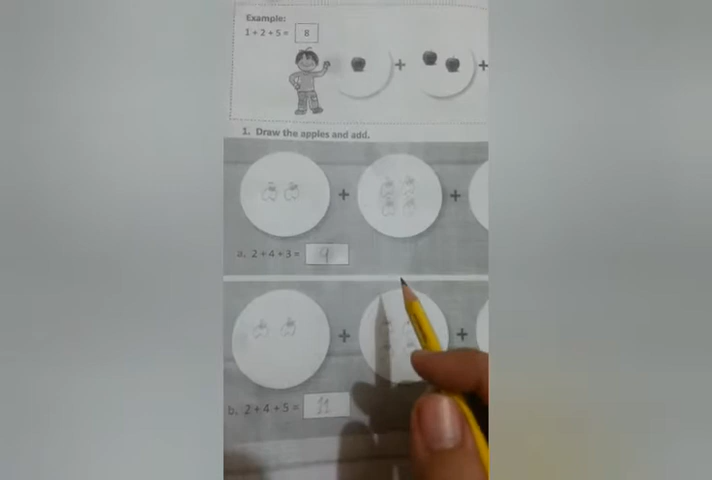 Example:
1 + 2 + 5 = 8
+ +
1. Draw the apples and add.
+ +
a. 2 + 4 + 3 = 9
+ +
b. 2 + 4 + 5 = 11